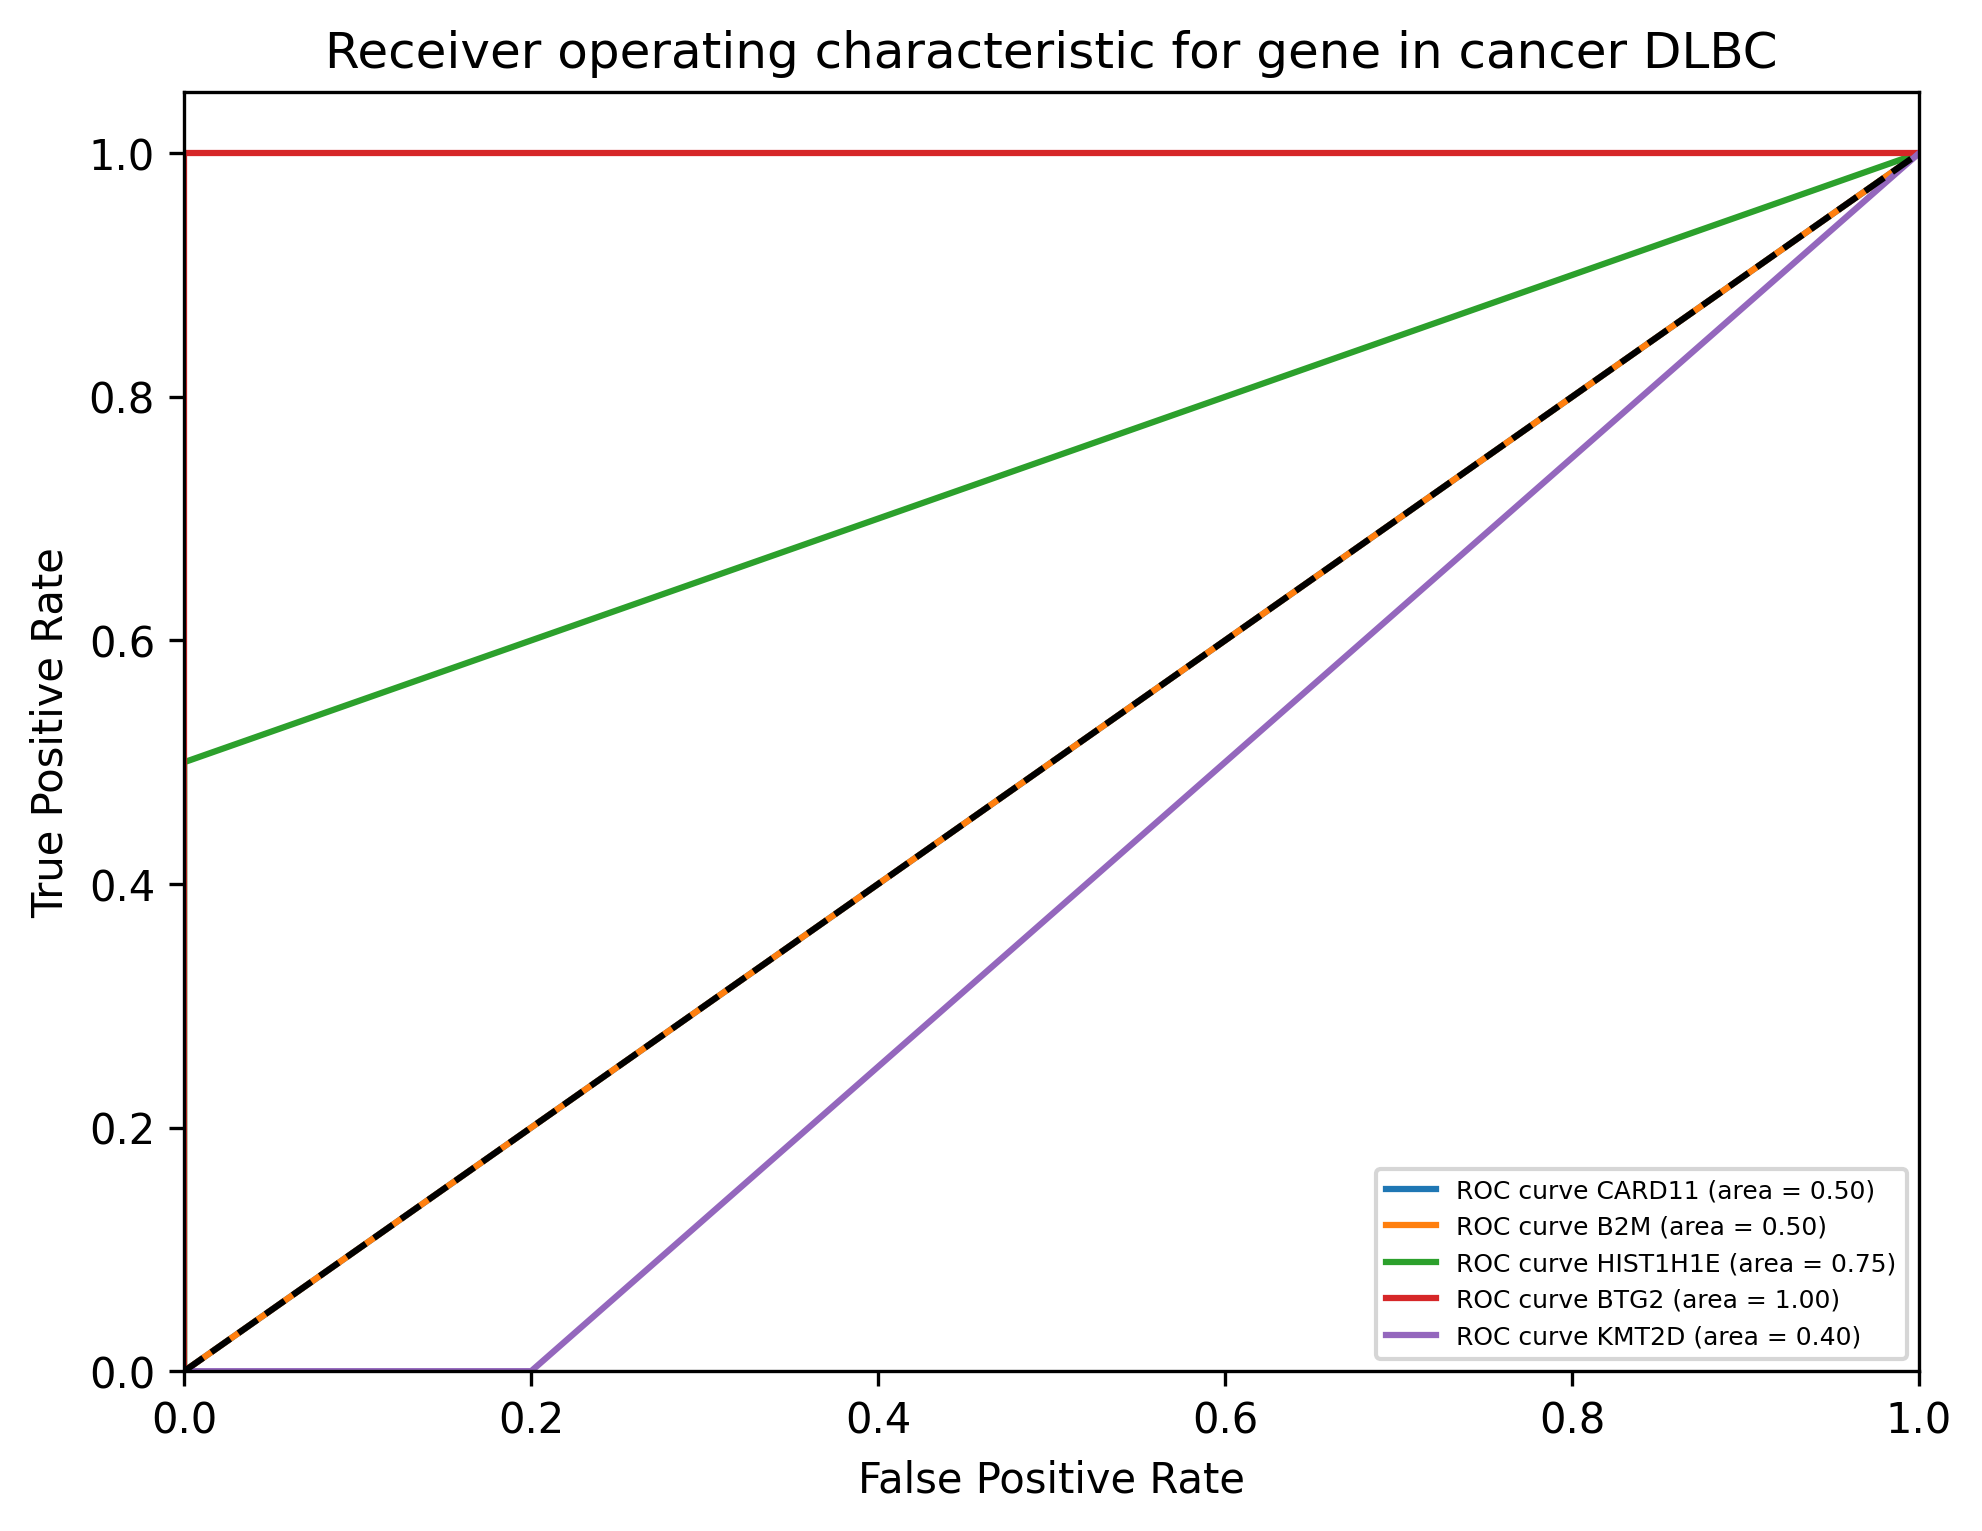 Receiver operating characteristic for gene in cancer DLBC
1.0
0.8
0.6
0.4
0.2
0.0
True Positive Rate
0.0 0.2 0.4 0.6 0.8 1.0
False Positive Rate
ROC curve CARD11 (area = 0.50)
ROC curve B2M (area = 0.50)
ROC curve HIST1H1E (area = 0.75)
ROC curve BTG2 (area = 1.00)
ROC curve KMT2D (area = 0.40)